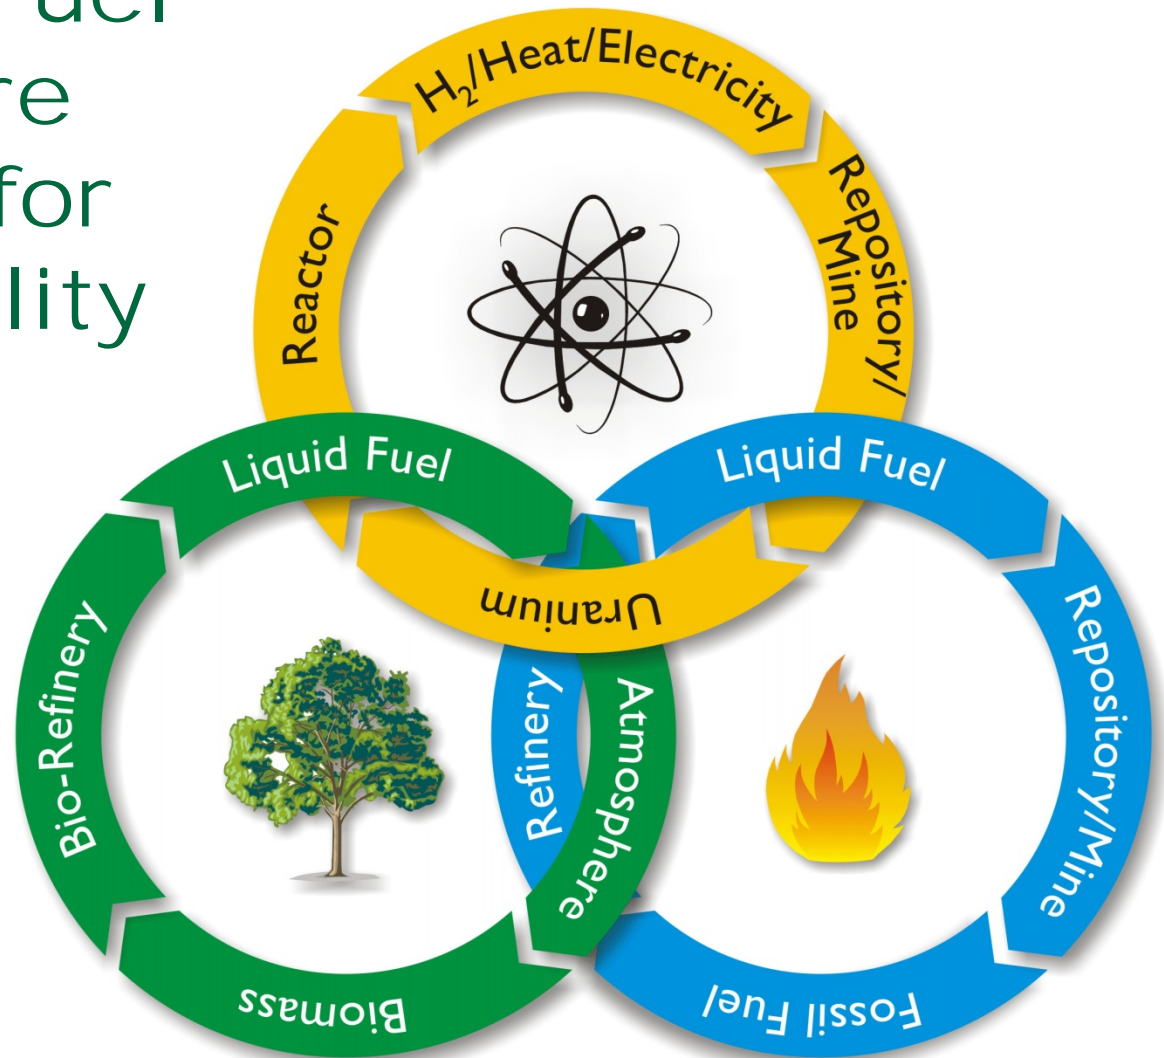 uel
re
for
lity
H₂/Heat/Electricity
Repository/
Mine
Reactor
Uranium
Liquid Fuel
Liquid Fuel
Bio-Refinery
Refinery
Atmosphere
Repository/Mine
Biomass
Fossil Fuel